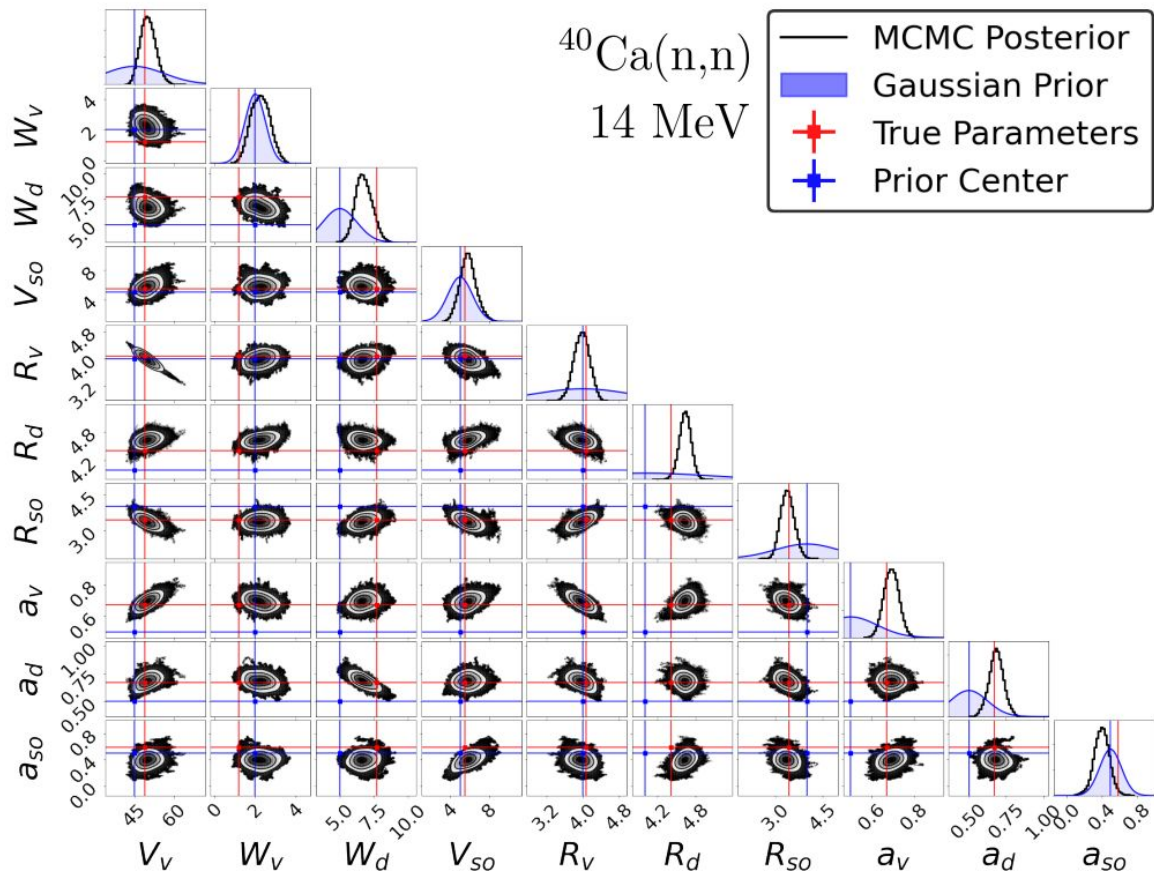 ⁴⁰Ca(n,n)
14 MeV
MCMC Posterior
Gaussian Prior
True Parameters
Prior Center
W_v
4
2
0
W_d
10.0
7.5
5.0
V_so
8
4
R_v
4.8
4.0
3.2
R_d
4.8
4.2
R_so
4.5
3.0
a_v
0.8
0.6
a_d
1.00
0.75
0.50
a_so
0.8
0.4
0.0
45 60 0 2 4 5.0 7.5 10.0 4 8 3.2 4.0 4.8 4.2 4.8 3.0 4.5 0.6 0.8 0.50 0.75 1.00 0.0 0.4 0.8
V_v W_v W_d V_so R_v R_d R_so a_v a_d a_so